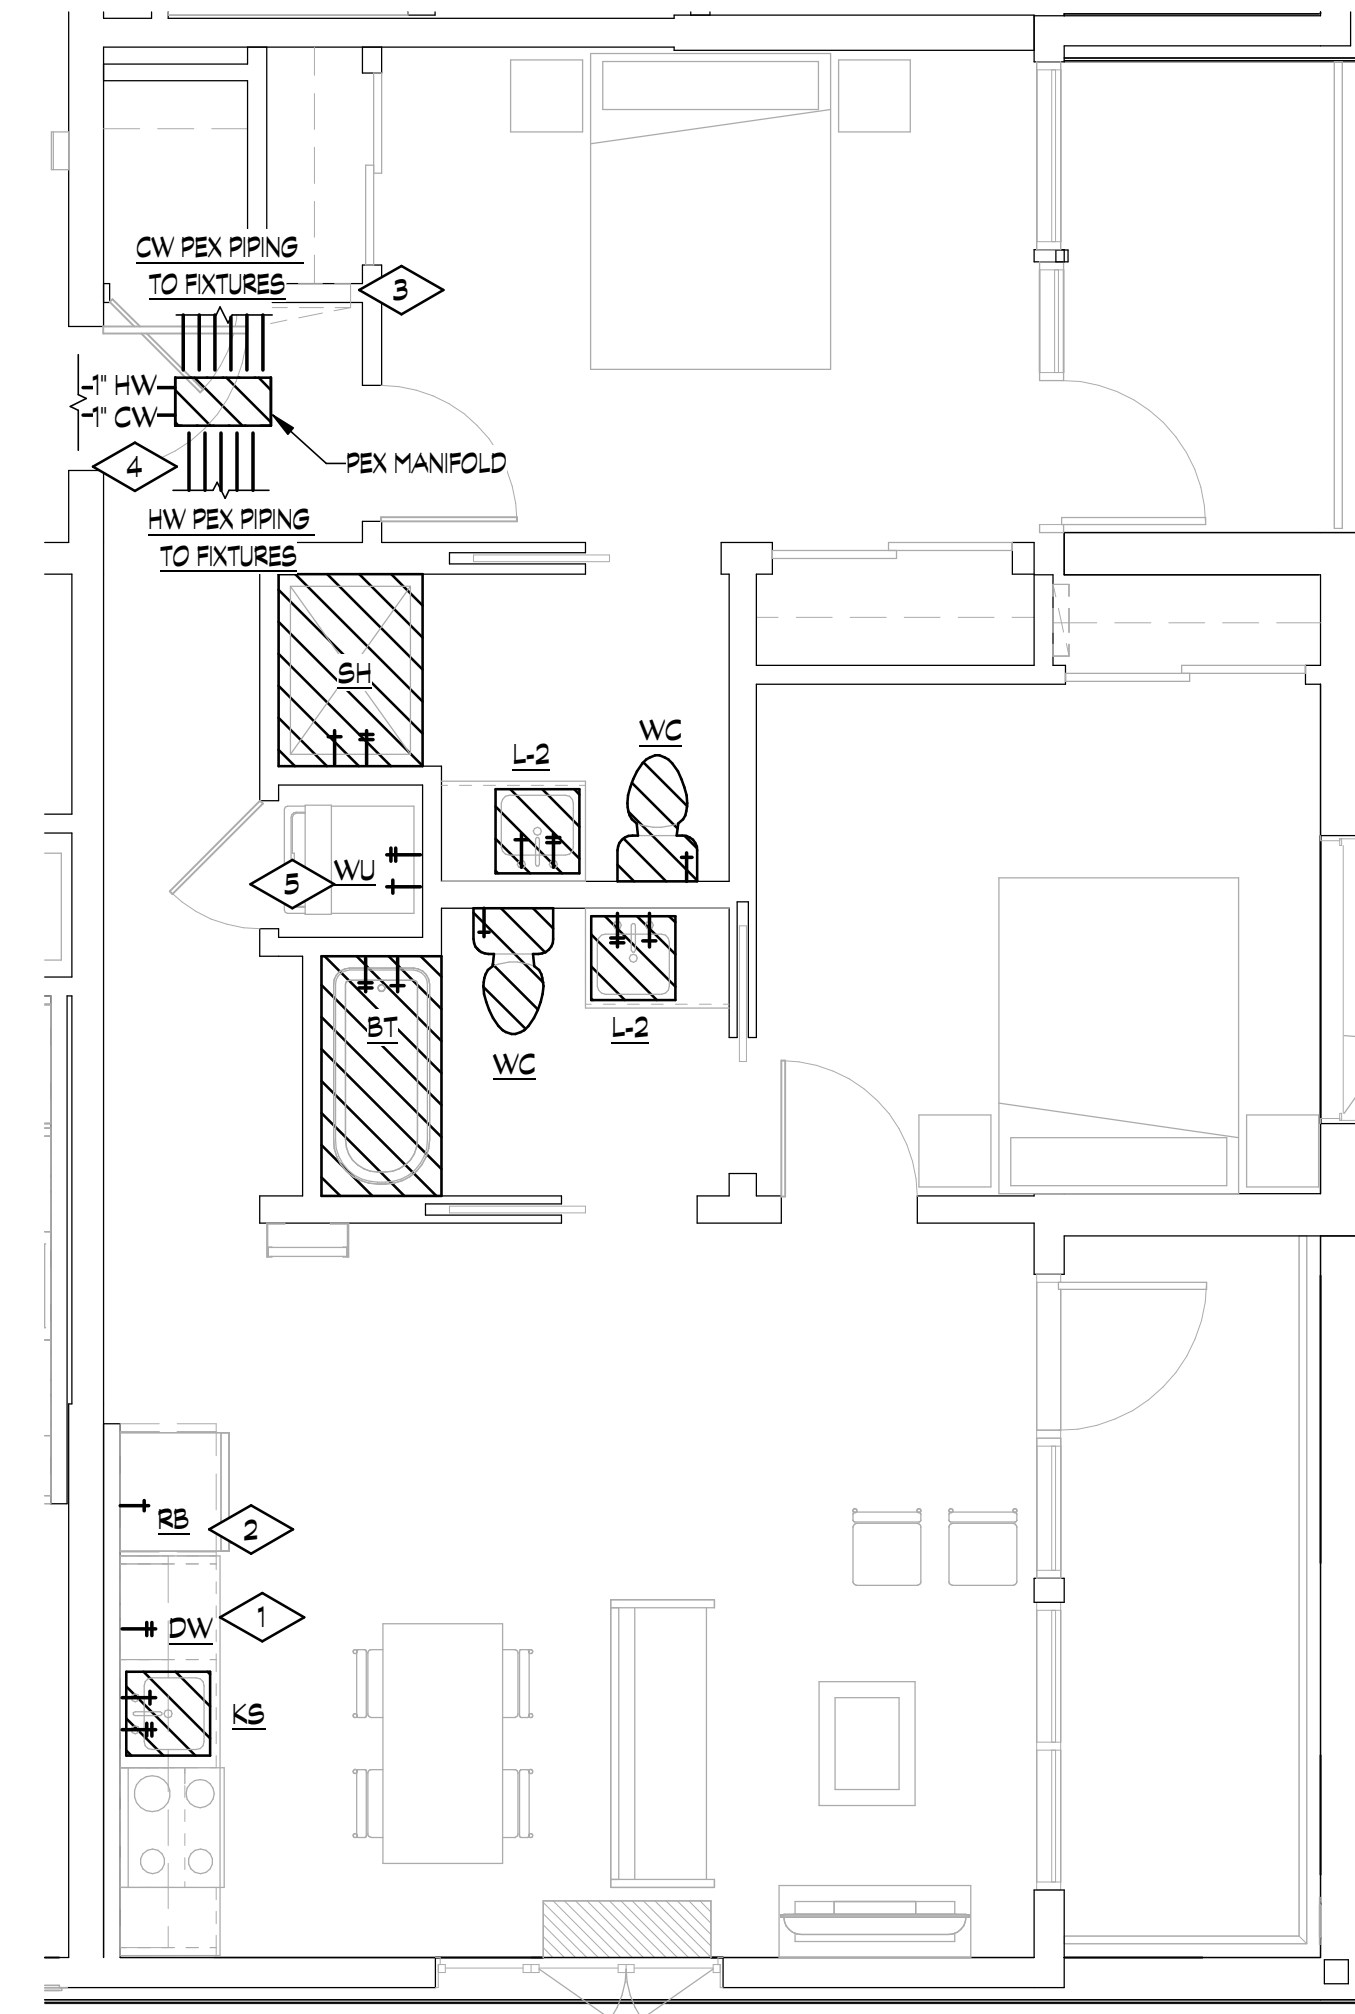 CW PEX PIPING
TO FIXTURES
3
1" HW
1" CW
4
PEX MANIFOLD
HW PEX PIPING
TO FIXTURES
SH
WC
L-2
5
WU
BT
L-2
WC
RB
2
DW
1
KS